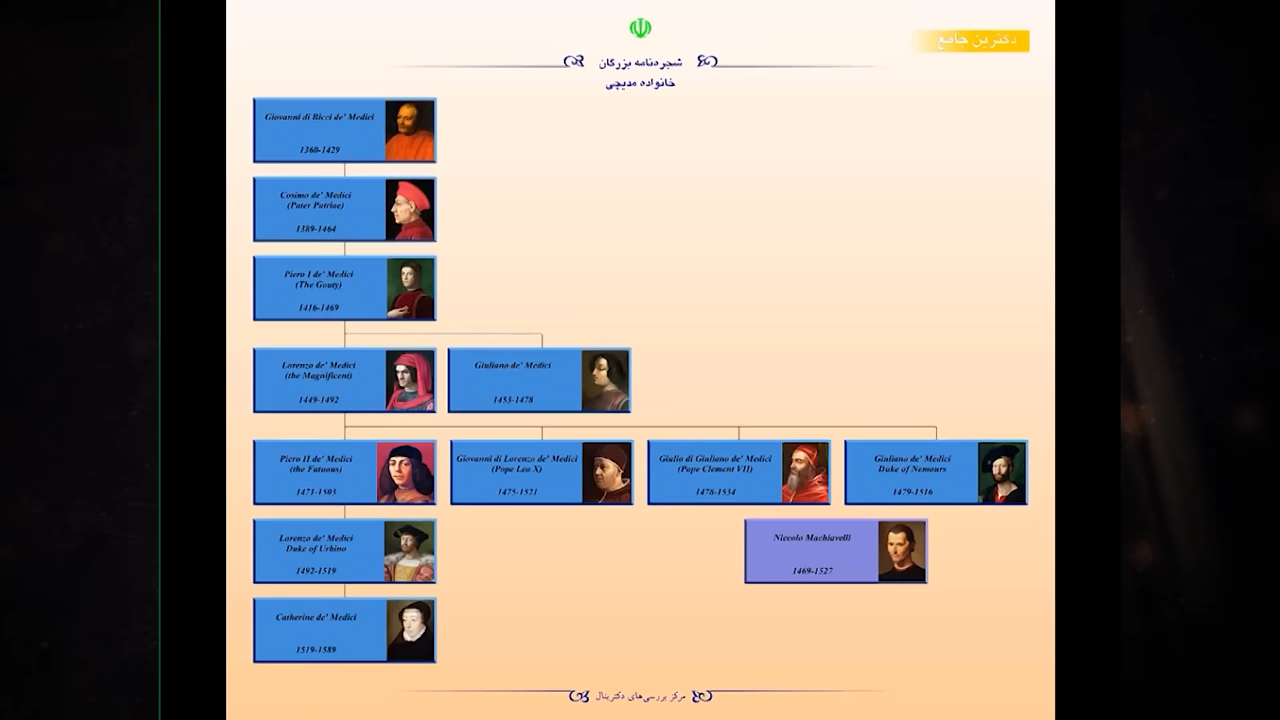 دکترین جامع
شجره‌نامه بزرگان
خانواده مدیچی
Giovanni di Bicci de' Medici
1360-1429
Cosimo de' Medici
(Pater Patriae)
1389-1464
Piero I de' Medici
(The Gouty)
1416-1469
Lorenzo de' Medici
(the Magnificent)
1449-1492
Giuliano de' Medici
1453-1478
Piero II de' Medici
(the Fatuous)
1471-1503
Giovanni di Lorenzo de' Medici
(Pope Leo X)
1475-1521
Giulio di Giuliano de' Medici
(Pope Clement VII)
1478-1534
Giuliano de' Medici
Duke of Nemours
1479-1516
Lorenzo de' Medici
Duke of Urbino
1492-1519
Niccolo Machiavelli
1469-1527
Catherine de' Medici
1519-1589
مرکز بررسی‌های دکترینال